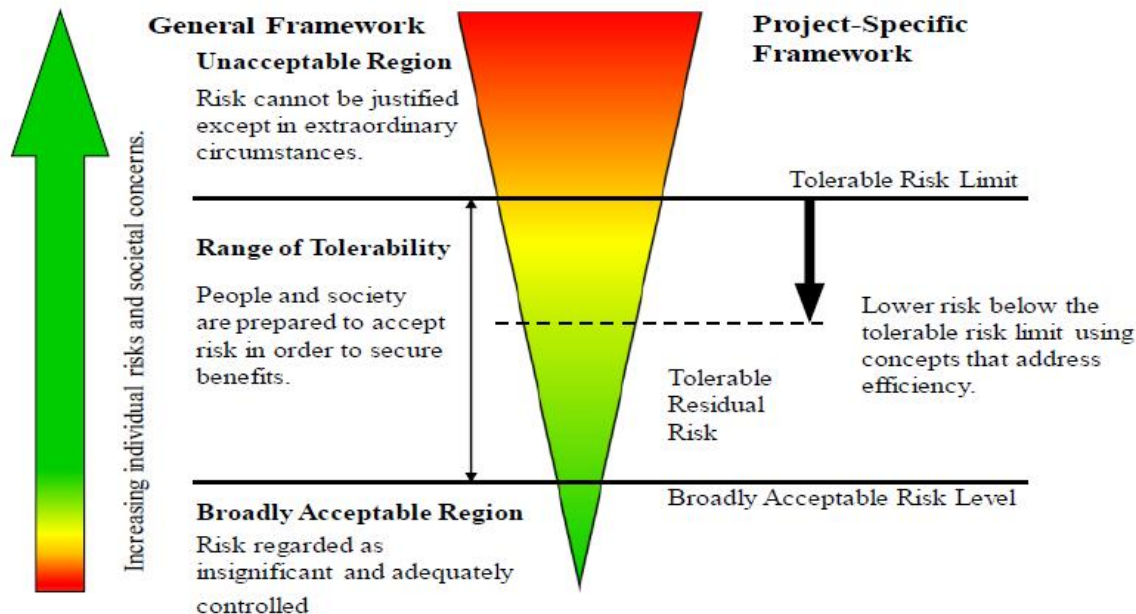 General Framework
Unacceptable Region
Risk cannot be justified
except in extraordinary
circumstances.
Project-Specific
Framework
Tolerable Risk Limit
Increasing individual risks and societal concerns.
Range of Tolerability
People and society
are prepared to accept
risk in order to secure
benefits.
Lower risk below the
tolerable risk limit using
concepts that address
efficiency.
Tolerable
Residual
Risk
Broadly Acceptable Risk Level
Broadly Acceptable Region
Risk regarded as
insignificant and adequately
controlled